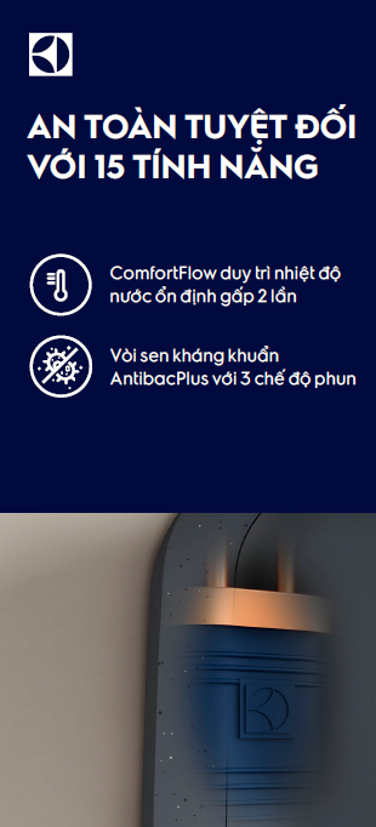 AN TOÀN TUYỆT ĐỐI
VỚI 15 TÍNH NĂNG
ComfortFlow duy trì nhiệt độ
nước ổn định gấp 2 lần
Vòi sen kháng khuẩn
AntibacPlus với 3 chế độ phun